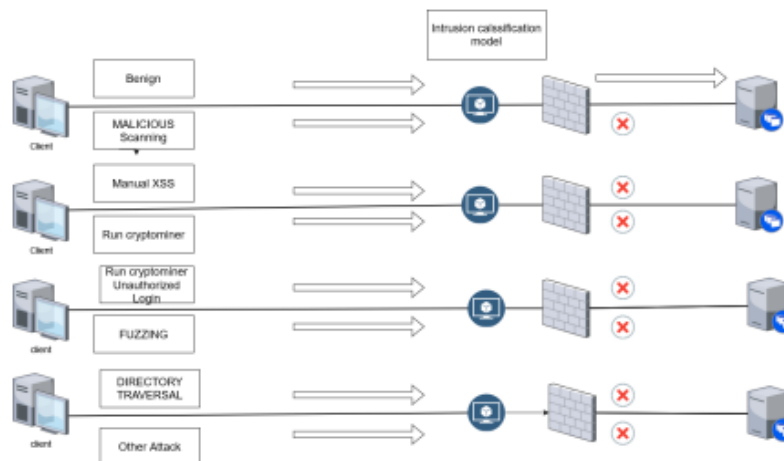 Intrusion calssification
model
Benign
MALICIOUS
Scanning
Client
Manual XSS
Run cryptominer
Client
Run cryptominer
Unauthorized
Login
FUZZING
client
DIRECTORY
TRAVERSAL
Other Attack
client